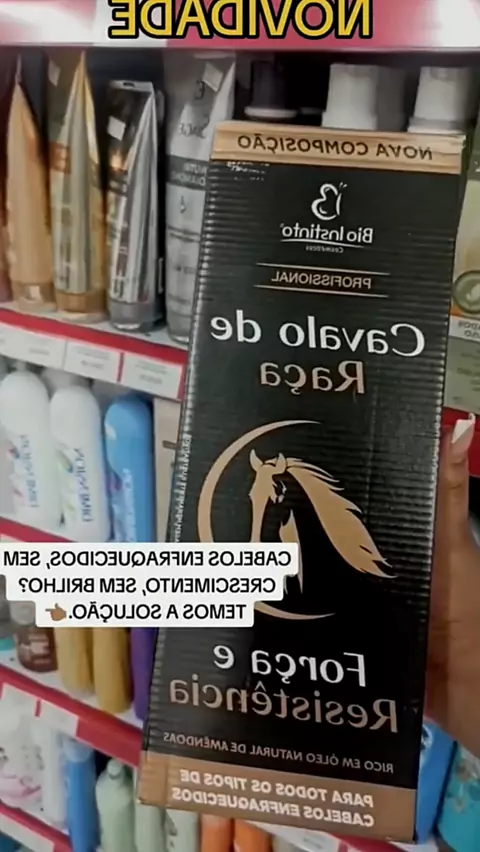 NOVIDADE
NOVA COMPOSIÇÃO
Bio Instinto
Cosméticos
PROFISSIONAL
Cavalo de
Raça
CABELOS ENFRAQUECIDOS, SEM
CRESCIMENTO, SEM BRILHO?
TEMOS A SOLUÇÃO.
Força e
Resistência
RICO EM ÓLEO NATURAL DE AMÊNDOAS
PARA TODOS OS TIPOS DE
CABELOS ENFRAQUECIDOS